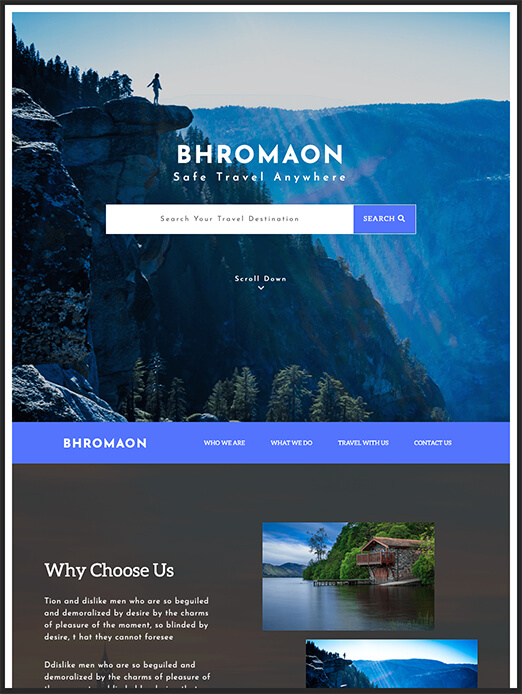 BHROMAON
Safe Travel Anywhere
Search Your Travel Destination
SEARCH
Scroll Down
BHROMAON
WHO WE ARE
WHAT WE DO
TRAVEL WITH US
CONTACT US
Why Choose Us
Tion and dislike men who are so beguiled
and demoralized by desire by the charms
of pleasure of the moment, so blinded by
desire, t hat they cannot foresee
Ddislike men who are so beguiled and
demoralized by the charms of pleasure of